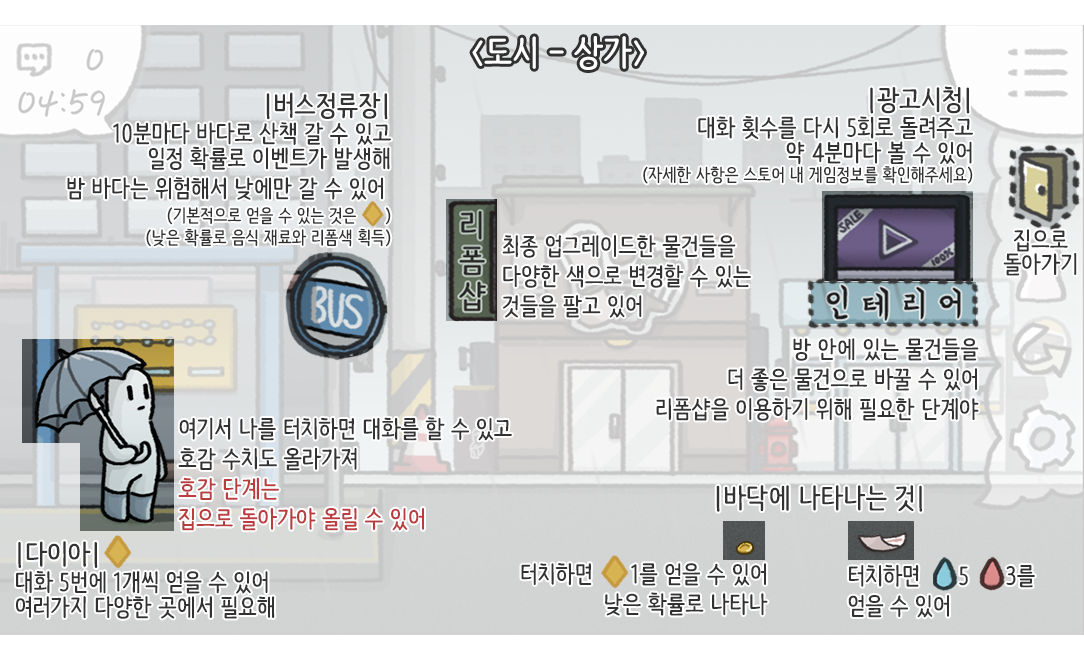 <도시 - 상가>
0
04:59
|버스정류장|
10분마다 바다로 산책 갈 수 있고
일정 확률로 이벤트가 발생해
밤 바다는 위험해서 낮에만 갈 수 있어
(기본적으로 얻을 수 있는 것은 )
(낮은 확률로 음식 재료와 리폼색 획득)
BUS
|광고시청|
대화 횟수를 다시 5회로 돌려주고
약 4분마다 볼 수 있어
(자세한 사항은 스토어 내 게임정보를 확인해주세요)
집으로
돌아가기
리폼샵
최종 업그레이드한 물건들을
다양한 색으로 변경할 수 있는
것들을 팔고 있어
SALE
100%
인테리어
방 안에 있는 물건들을
더 좋은 물건으로 바꿀 수 있어
리폼샵을 이용하기 위해 필요한 단계야
여기서 나를 터치하면 대화를 할 수 있고
호감 수치도 올라가져
호감 단계는
집으로 돌아가야 올릴 수 있어
|다이아|
대화 5번에 1개씩 얻을 수 있어
여러가지 다양한 곳에서 필요해
|바닥에 나타나는 것|
터치하면 1를 얻을 수 있어
낮은 확률로 나타나
터치하면 5 3를
얻을 수 있어